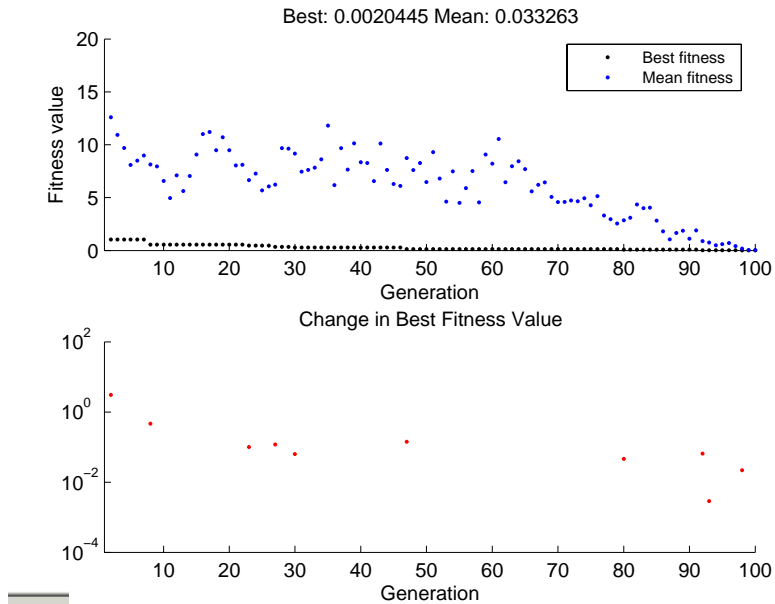 Best: 0.0020445 Mean: 0.033263
20
15
10
5
0
Fitness value
Best fitness
Mean fitness
10 20 30 40 50 60 70 80 90 100
Generation
Change in Best Fitness Value
10^2
10^0
10^-2
10^-4
10 20 30 40 50 60 70 80 90 100
Generation